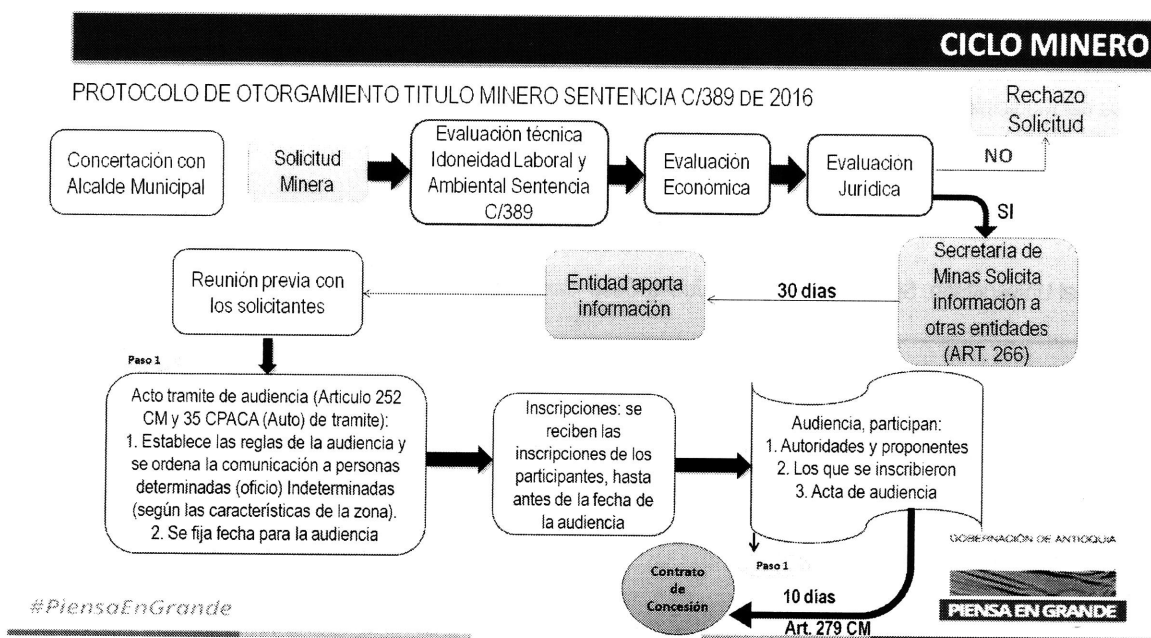 CICLO MINERO
PROTOCOLO DE OTORGAMIENTO TITULO MINERO SENTENCIA C/389 DE 2016
Concertación con
Alcalde Municipal
Solicitud
Minera
Evaluación técnica
Idoneidad Laboral y
Ambiental Sentencia
C/389
Evaluación
Económica
Evaluacion
Jurídica
NO
Rechazo
Solicitud
SI
Secretaria de
Minas Solicita
información a
otras entidades
(ART. 266)
30 dias
Entidad aporta
información
Reunión previa con
los solicitantes
Paso 1
Acto tramite de audiencia (Articulo 252
CM y 35 CPACA (Auto) de tramite):
1. Establece las reglas de la audiencia y
se ordena la comunicación a personas
determinadas (oficio) Indeterminadas
(según las características de la zona).
2. Se fija fecha para la audiencia
Inscripciones: se
reciben las
inscripciones de los
participantes, hasta
antes de la fecha de
la audiencia
Audiencia, participan:
1. Autoridades y proponentes
2. Los que se inscribieron
3. Acta de audiencia
Paso 1
10 días
Art. 279 CM
Contrato
de
Concesión
GOBERNACIÓN DE ANTIOQUIA
PIENSA EN GRANDE
#PiensaEnGrande